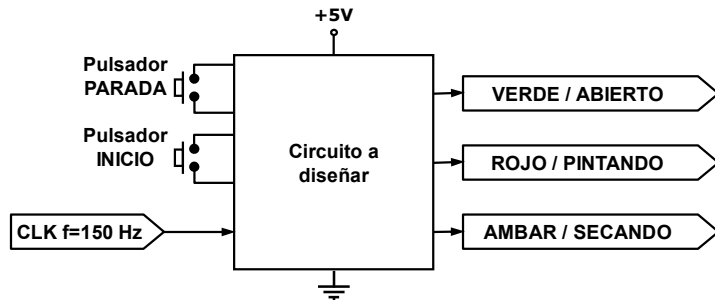 +5V
Pulsador
PARADA
Pulsador
INICIO
CLK f=150 Hz
Circuito a
diseñar
VERDE / ABIERTO
ROJO / PINTANDO
AMBAR / SECANDO